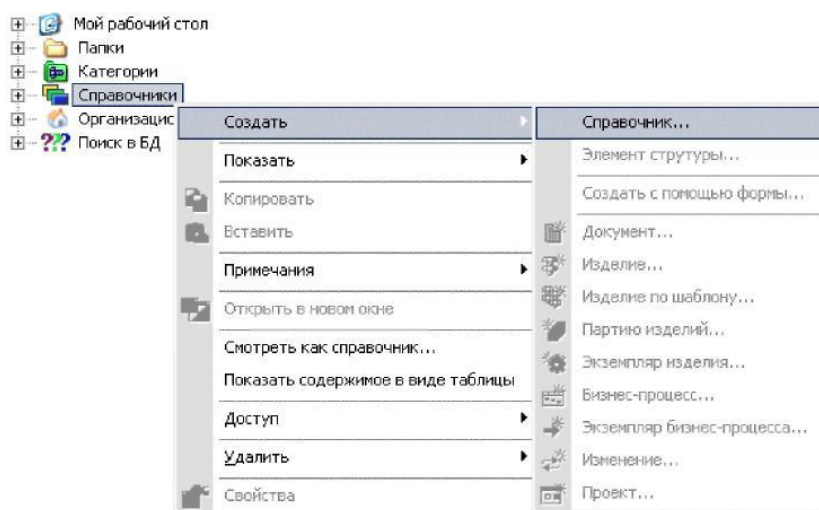 Мой рабочий стол
Папки
Категории
Справочники
Организацис
??? Поиск в БД
Создать
Показать
Копировать
Вставить
Примечания
Открыть в новом окне
Смотреть как справочник...
Показать содержимое в виде таблицы
Доступ
Удалить
Свойства
Справочник...
Элемент струтуры...
Создать с помощью формы...
Документ...
Изделие...
Изделие по шаблону...
Партию изделий...
Экземпляр изделия...
Бизнес-процесс...
Экземпляр бизнес-процесса...
Изменение...
Проект...